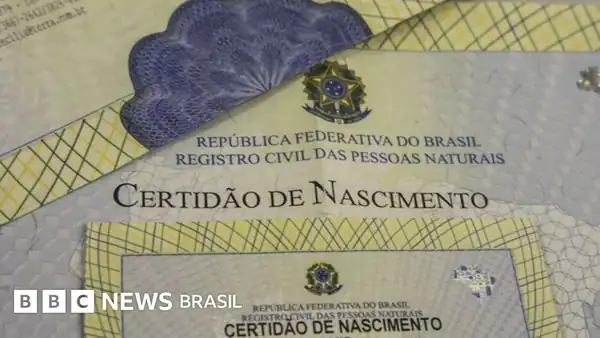 REPÚBLICA FEDERATIVA DO BRASIL
REGISTRO CIVIL DAS PESSOAS NATURAIS
CERTIDÃO DE NASCIMENTO
REPÚBLICA FEDERATIVA DO BRASIL
REGISTRO CIVIL DAS PESSOAS NATURAIS
CERTIDÃO DE NASCIMENTO
BBC NEWS BRASIL